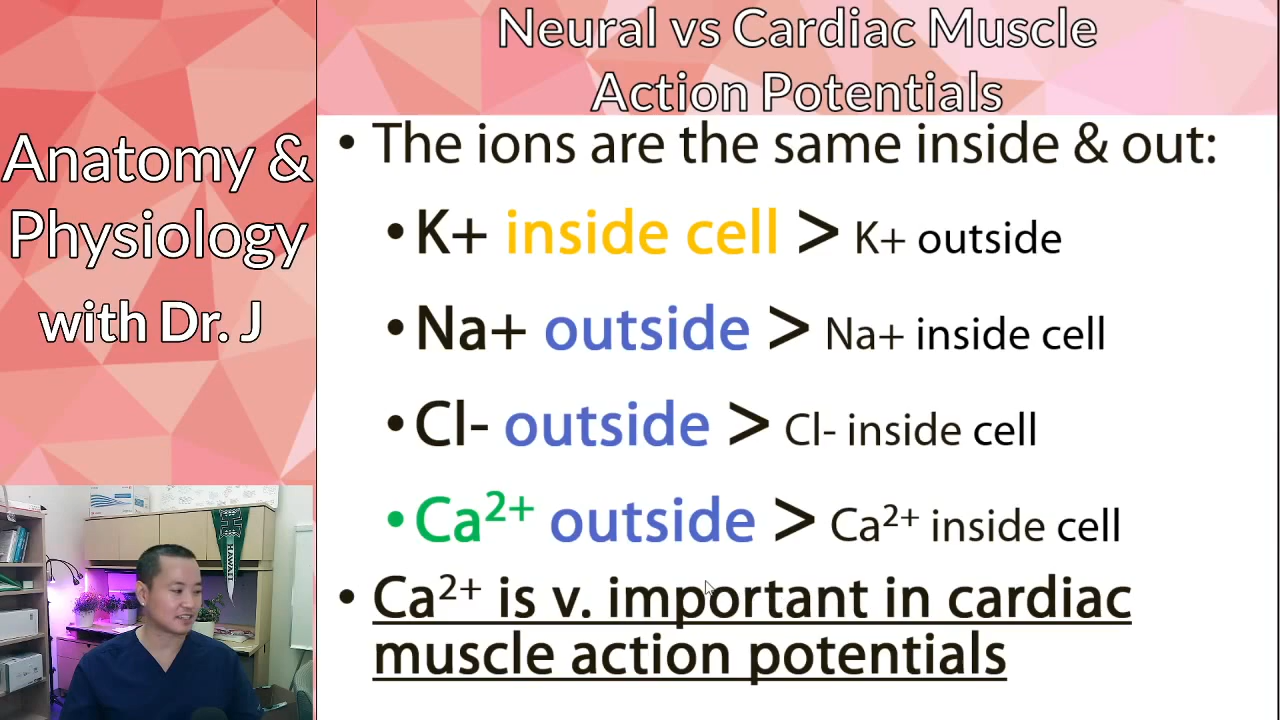 Neural vs Cardiac Muscle
Action Potentials
Anatomy &
Physiology
with Dr. J
• The ions are the same inside & out:
• K+ inside cell > K+ outside
• Na+ outside > Na+ inside cell
• Cl- outside > Cl- inside cell
• Ca²⁺ outside > Ca²⁺ inside cell
• Ca²⁺ is v. important in cardiac
muscle action potentials
H
HAWAII